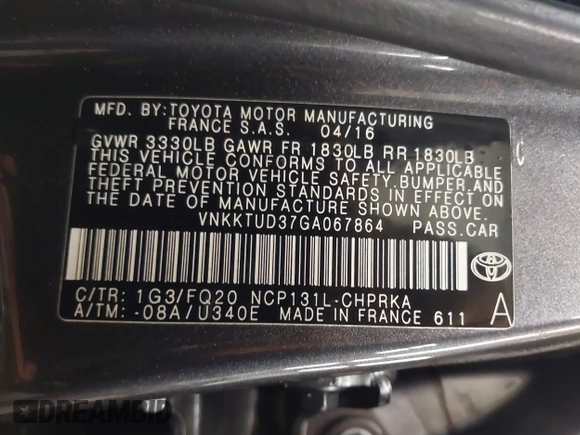 MFD. BY:TOYOTA MOTOR MANUFACTURING
FRANCE S.A.S. 04/16
GVWR 3330LB GAWR FR 1830LB RR 1830LB
THIS VEHICLE CONFORMS TO ALL APPLICABLE
FEDERAL MOTOR VEHICLE SAFETY,BUMPER,AND
THEFT PREVENTION STANDARDS IN EFFECT ON
THE DATE OF MANUFACTURE SHOWN ABOVE.
VNKKTUD37GA067864 PASS.CAR
C/TR: 1G3/FQ20 NCP131L-CHPRKA
A/TM: -08A/U340E MADE IN FRANCE 611
A
TOYOTA
C
DREAMBID